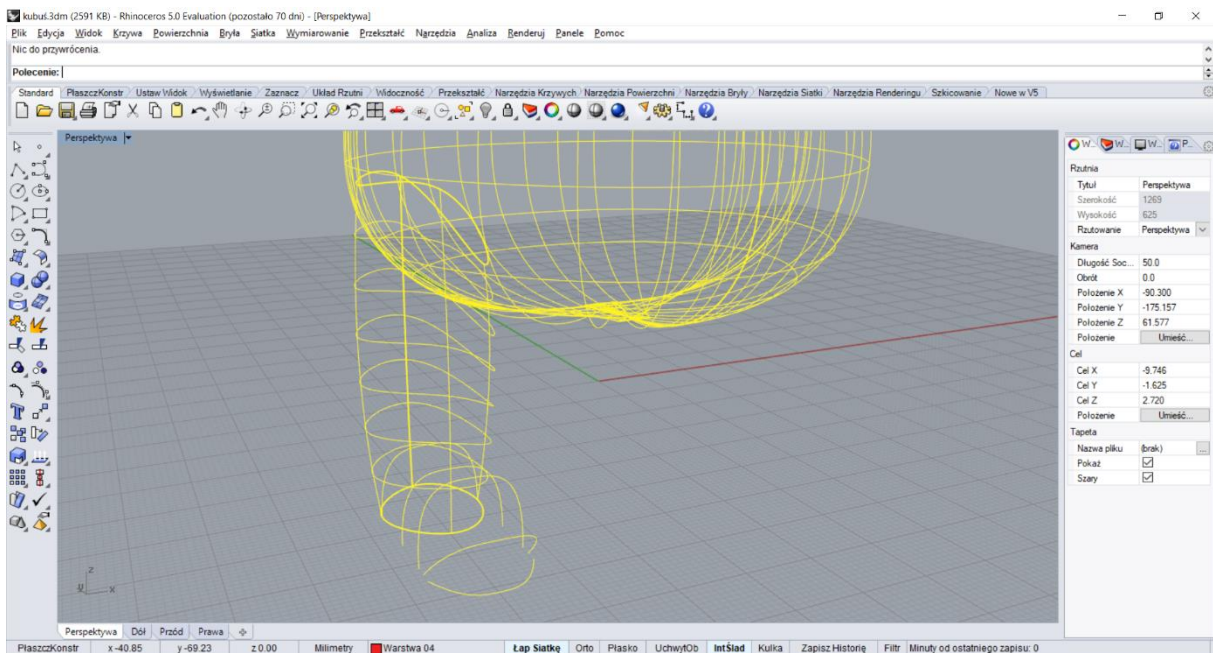 kubuś.3dm (2591 KB) - Rhinoceros 5.0 Evaluation (pozostało 70 dni) - [Perspektywa]
Plik Edycja Widok Krzywa Powierzchnia Bryła Siatka Wymiarowanie Przekształć Narzędzia Analiza Renderuj Panele Pomoc
Nic do przywrócenia.
Polecenie:
Standard PłaszczKonstr Ustaw Widok Wyświetlanie Zaznacz Układ Rzutni Widoczność Przekształć Narzędzia Krzywych Narzędzia Powierzchni Narzędzia Bryły Narzędzia Siatki Narzędzia Renderingu Szkicowanie Nowe w V5
Perspektywa
W... W... W... P...
Rzutnia
Tytuł Perspektywa
Szerokość 1269
Wysokość 625
Rzutowanie Perspektywa
Kamera
Długość Soc... 50.0
Obrót 0.0
Położenie X -90.300
Położenie Y -175.157
Położenie Z 61.577
Położenie Umieść...
Cel
Cel X -9.746
Cel Y -1.625
Cel Z 2.720
Położenie Umieść...
Tapeta
Nazwa pliku (brak) ...
Pokaż
Szary
z
y x
Perspektywa Dół Przód Prawa
PłaszczKonstr x -40.85 y -69.23 z 0.00 Milimetry Warstwa 04 Łap Siatkę Orto Płasko UchwytOb IntŚlad Kulka Zapisz Historię Filtr Minuty od ostatniego zapisu: 0